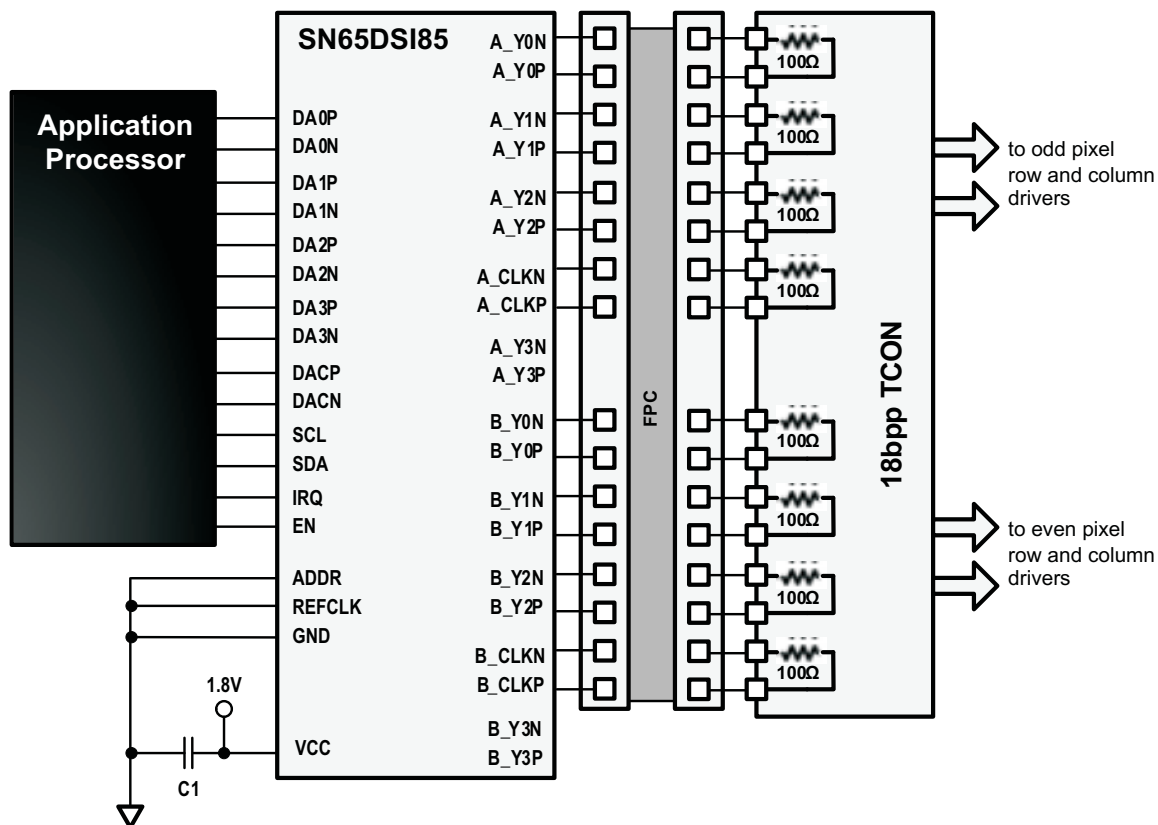 SN65DSI85
Application
Processor
DA0P
DA0N
DA1P
DA1N
DA2P
DA2N
DA3P
DA3N
DACP
DACN
SCL
SDA
IRQ
EN
ADDR
REFCLK
GND
VCC
1.8V
C1
A_Y0N
A_Y0P
A_Y1N
A_Y1P
A_Y2N
A_Y2P
A_CLKN
A_CLKP
A_Y3N
A_Y3P
B_Y0N
B_Y0P
B_Y1N
B_Y1P
B_Y2N
B_Y2P
B_CLKN
B_CLKP
B_Y3N
B_Y3P
FPC
100Ω
100Ω
100Ω
100Ω
100Ω
100Ω
100Ω
100Ω
18bpp TCON
to odd pixel
row and column
drivers
to even pixel
row and column
drivers